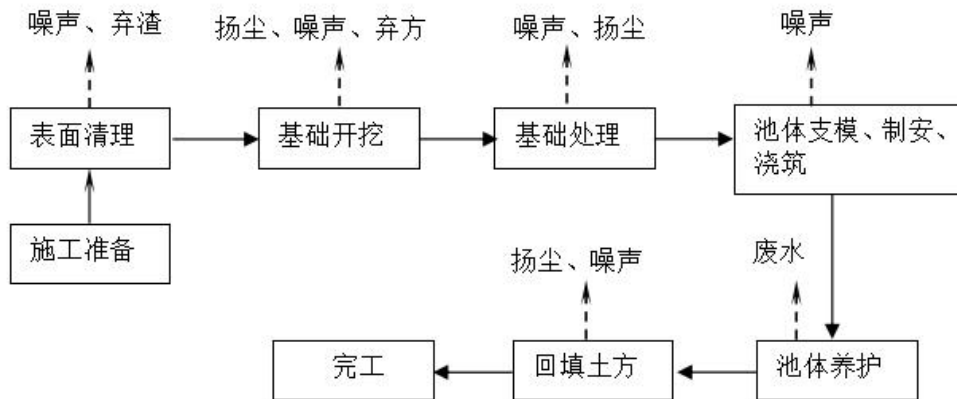 噪声、弃渣
扬尘、噪声、弃方
噪声、扬尘
噪声
表面清理
基础开挖
基础处理
池体支模、制安、
浇筑
施工准备
扬尘、噪声
废水
完工
回填土方
池体养护